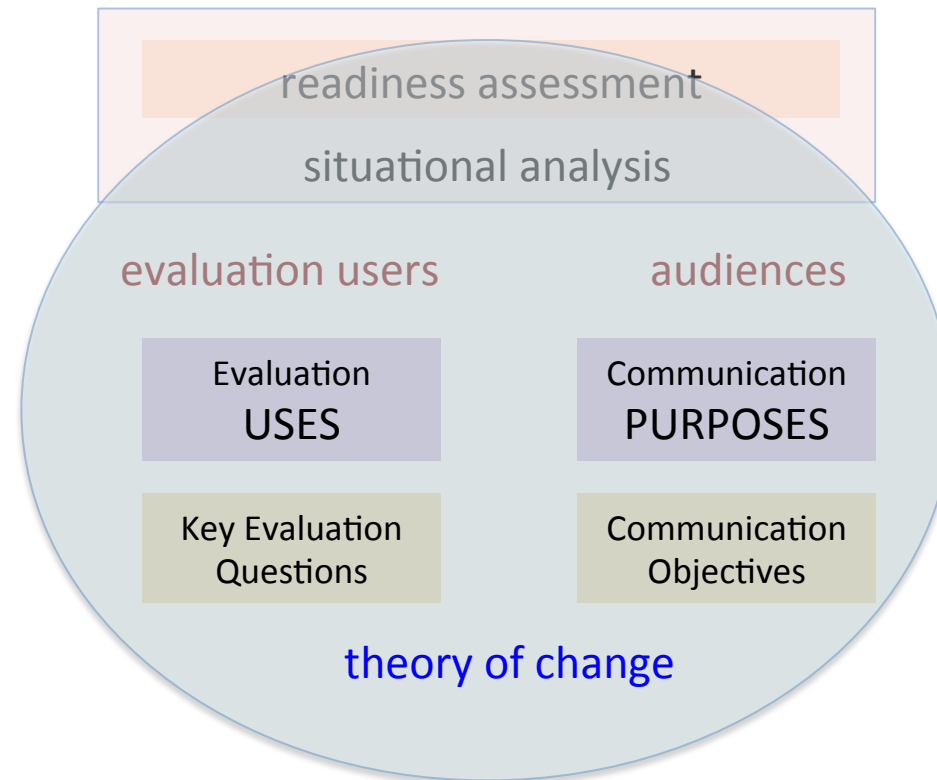 readiness assessment
situational analysis
evaluation users
audiences
Evaluation
USES
Communication
PURPOSES
Key Evaluation
Questions
Communication
Objectives
theory of change